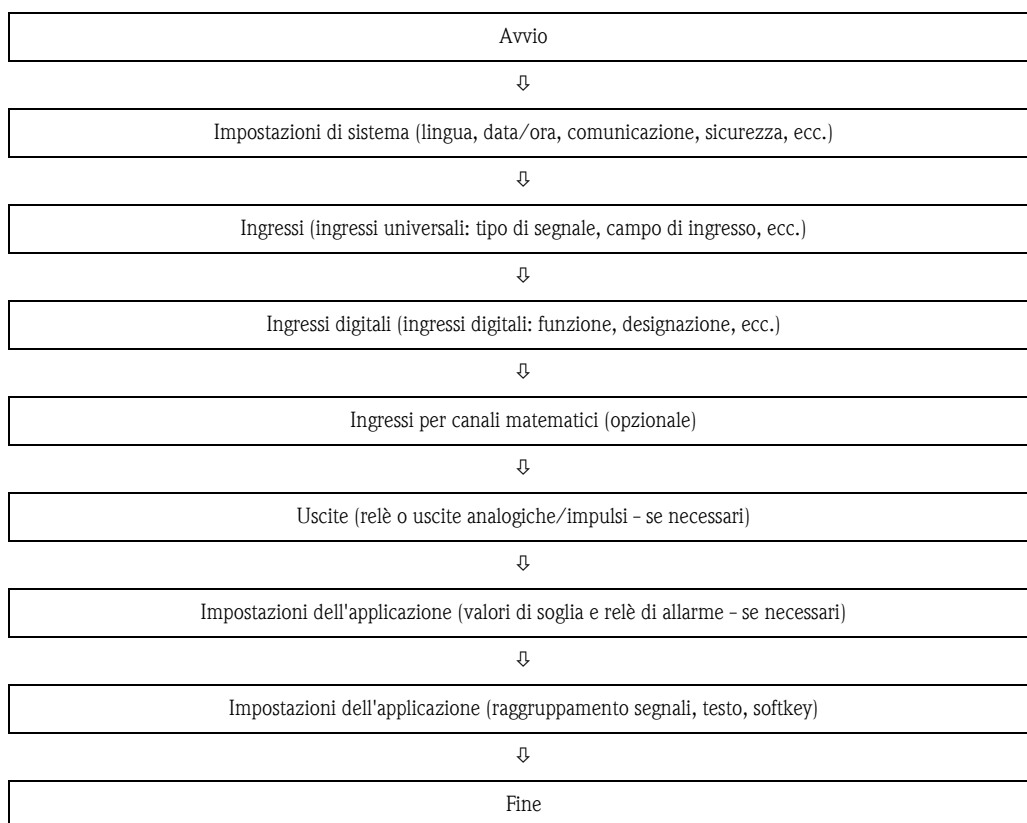 Avvio
⇩
Impostazioni di sistema (lingua, data/ora, comunicazione, sicurezza, ecc.)
⇩
Ingressi (ingressi universali: tipo di segnale, campo di ingresso, ecc.)
⇩
Ingressi digitali (ingressi digitali: funzione, designazione, ecc.)
⇩
Ingressi per canali matematici (opzionale)
⇩
Uscite (relè o uscite analogiche/impulsi - se necessari)
⇩
Impostazioni dell'applicazione (valori di soglia e relè di allarme - se necessari)
⇩
Impostazioni dell'applicazione (raggruppamento segnali, testo, softkey)
⇩
Fine